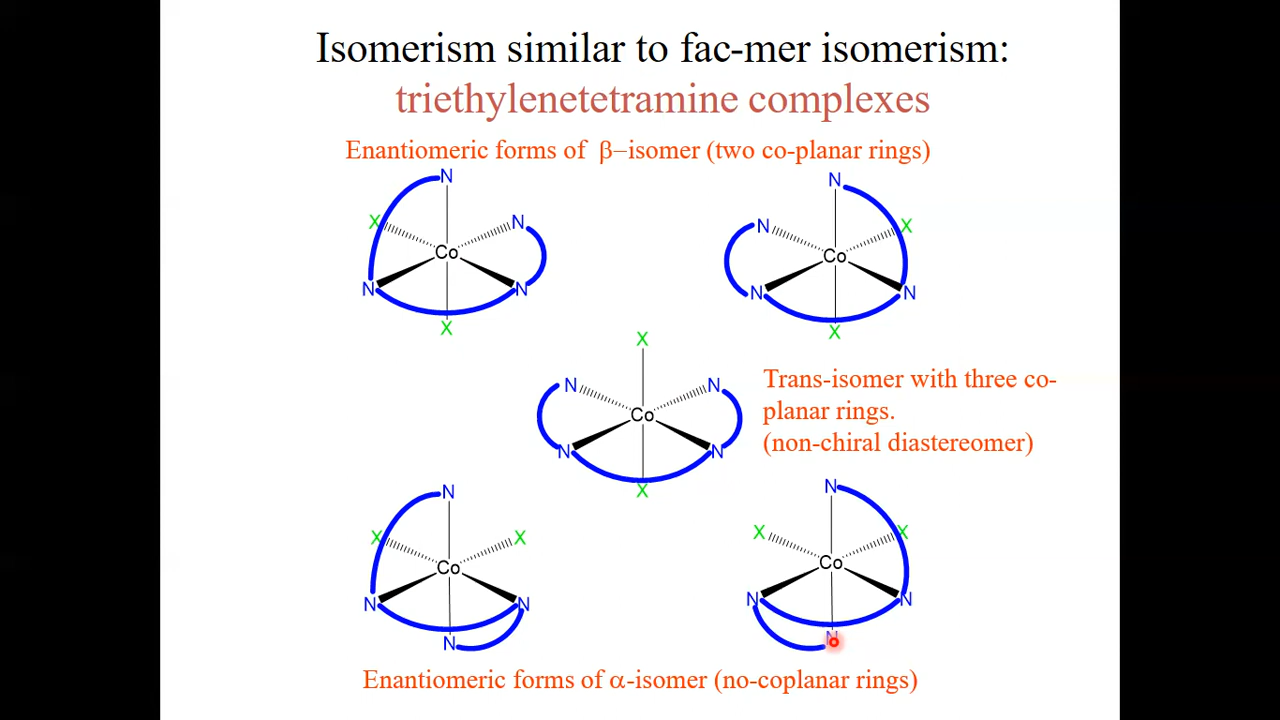 Isomerism similar to fac-mer isomerism:
triethylenetetramine complexes
Enantiomeric forms of β−isomer (two co-planar rings)
N
X
N
Co
N
N
X
N
N
X
Co
N
N
X
X
N
N
Co
N
N
X
Trans-isomer with three co-
planar rings.
(non-chiral diastereomer)
N
X
X
Co
N
N
N
N
X
X
Co
N
N
N
Enantiomeric forms of α-isomer (no-coplanar rings)